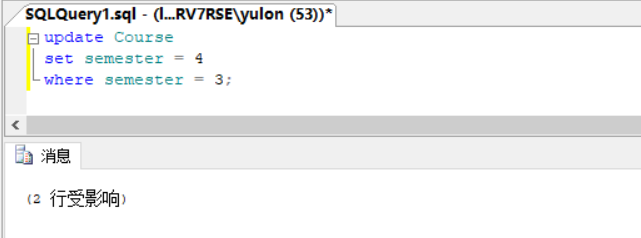 SQLQuery1.sql - (l...RV7RSE\yulon (53))*
update Course
set semester = 4
where semester = 3;
消息
(2 行受影响)